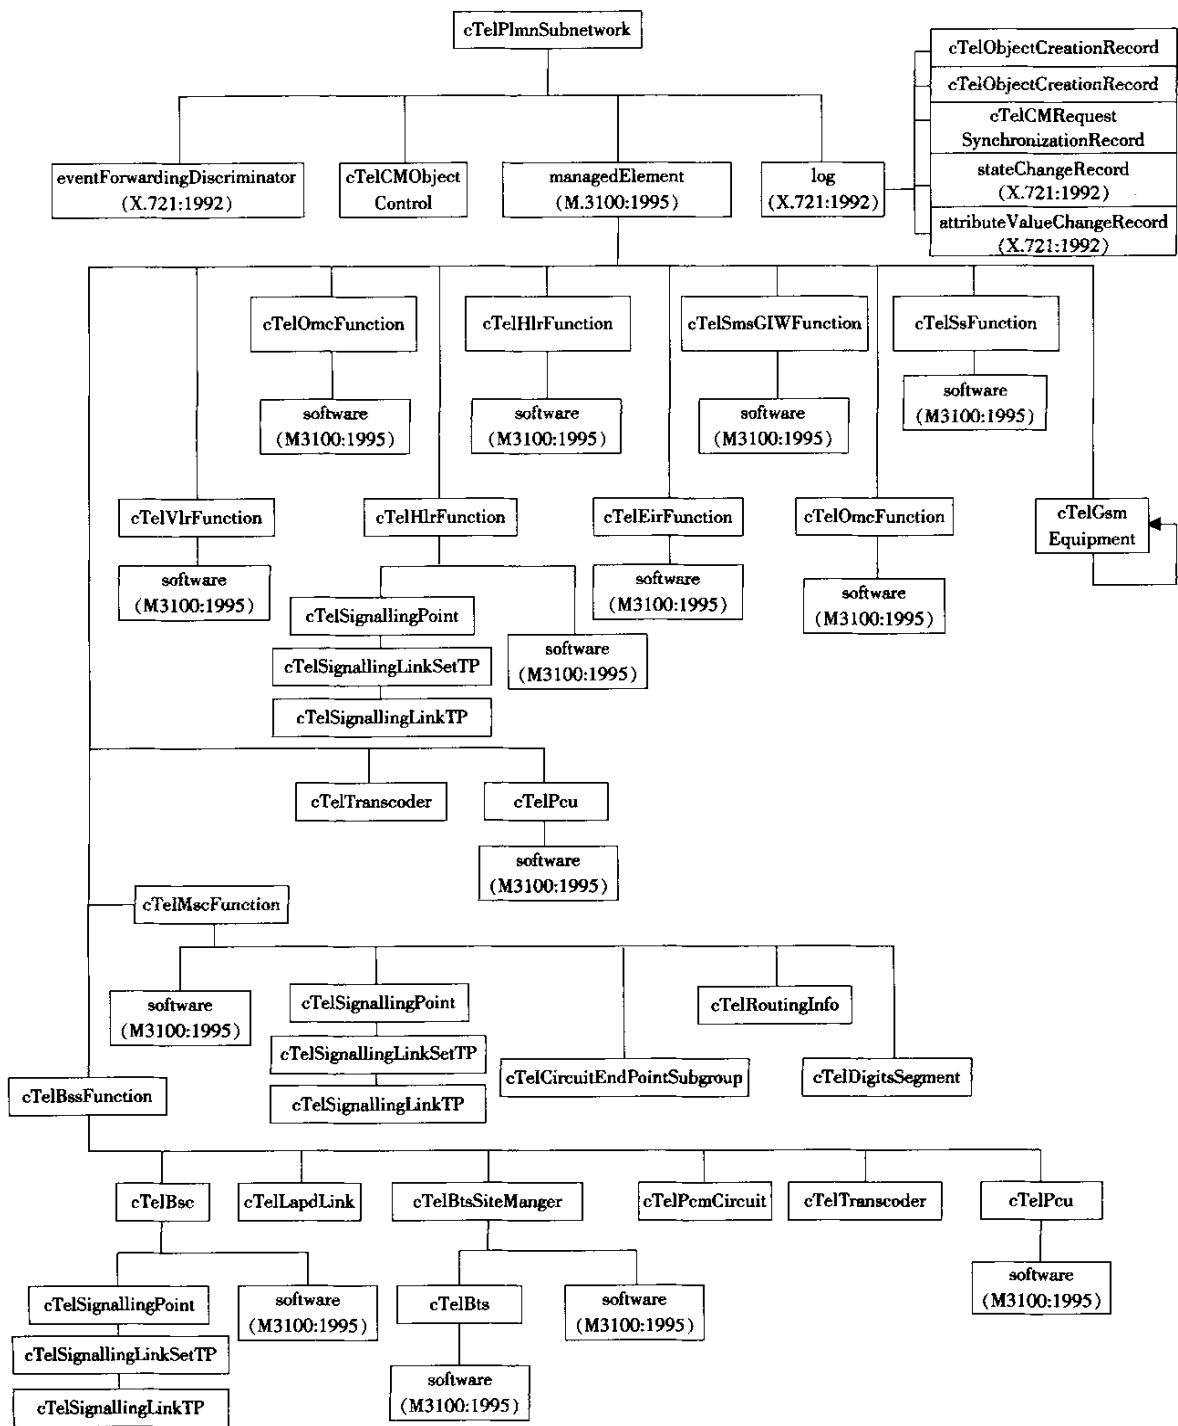 cTelPlmnSubnetwork
cTelObjectCreationRecord
cTelObjectCreationRecord
cTelCMRequest
SynchronizationRecord
stateChangeRecord
(X.721:1992)
attributeValueChangeRecord
(X.721:1992)
eventForwardingDiscriminator
(X.721:1992)
cTelCMObject
Control
managedElement
(M.3100:1995)
log
(X.721:1992)
cTelOmcFunction
cTelHlrFunction
cTelSmsGIWFunction
cTelSsFunction
software
(M3100:1995)
software
(M3100:1995)
software
(M3100:1995)
software
(M3100:1995)
cTelVlrFunction
cTelHlrFunction
cTelEirFunction
cTelOmcFunction
cTelGsm
Equipment
software
(M3100:1995)
cTelSignallingPoint
cTelSignallingLinkSetTP
cTelSignallingLinkTP
software
(M3100:1995)
software
(M3100:1995)
software
(M3100:1995)
cTelTranscoder
cTelPcu
software
(M3100:1995)
cTelMscFunction
software
(M3100:1995)
cTelSignallingPoint
cTelSignallingLinkSetTP
cTelSignallingLinkTP
cTelCircuitEndPointSubgroup
cTelRoutingInfo
cTelDigitsSegment
cTelBssFunction
cTelBsc
cTelLapdLink
cTelBtsSiteManger
cTelPcmCircuit
cTelTranscoder
cTelPcu
cTelSignallingPoint
cTelSignallingLinkSetTP
cTelSignallingLinkTP
software
(M3100:1995)
cTelBts
software
(M3100:1995)
software
(M3100:1995)
software
(M3100:1995)